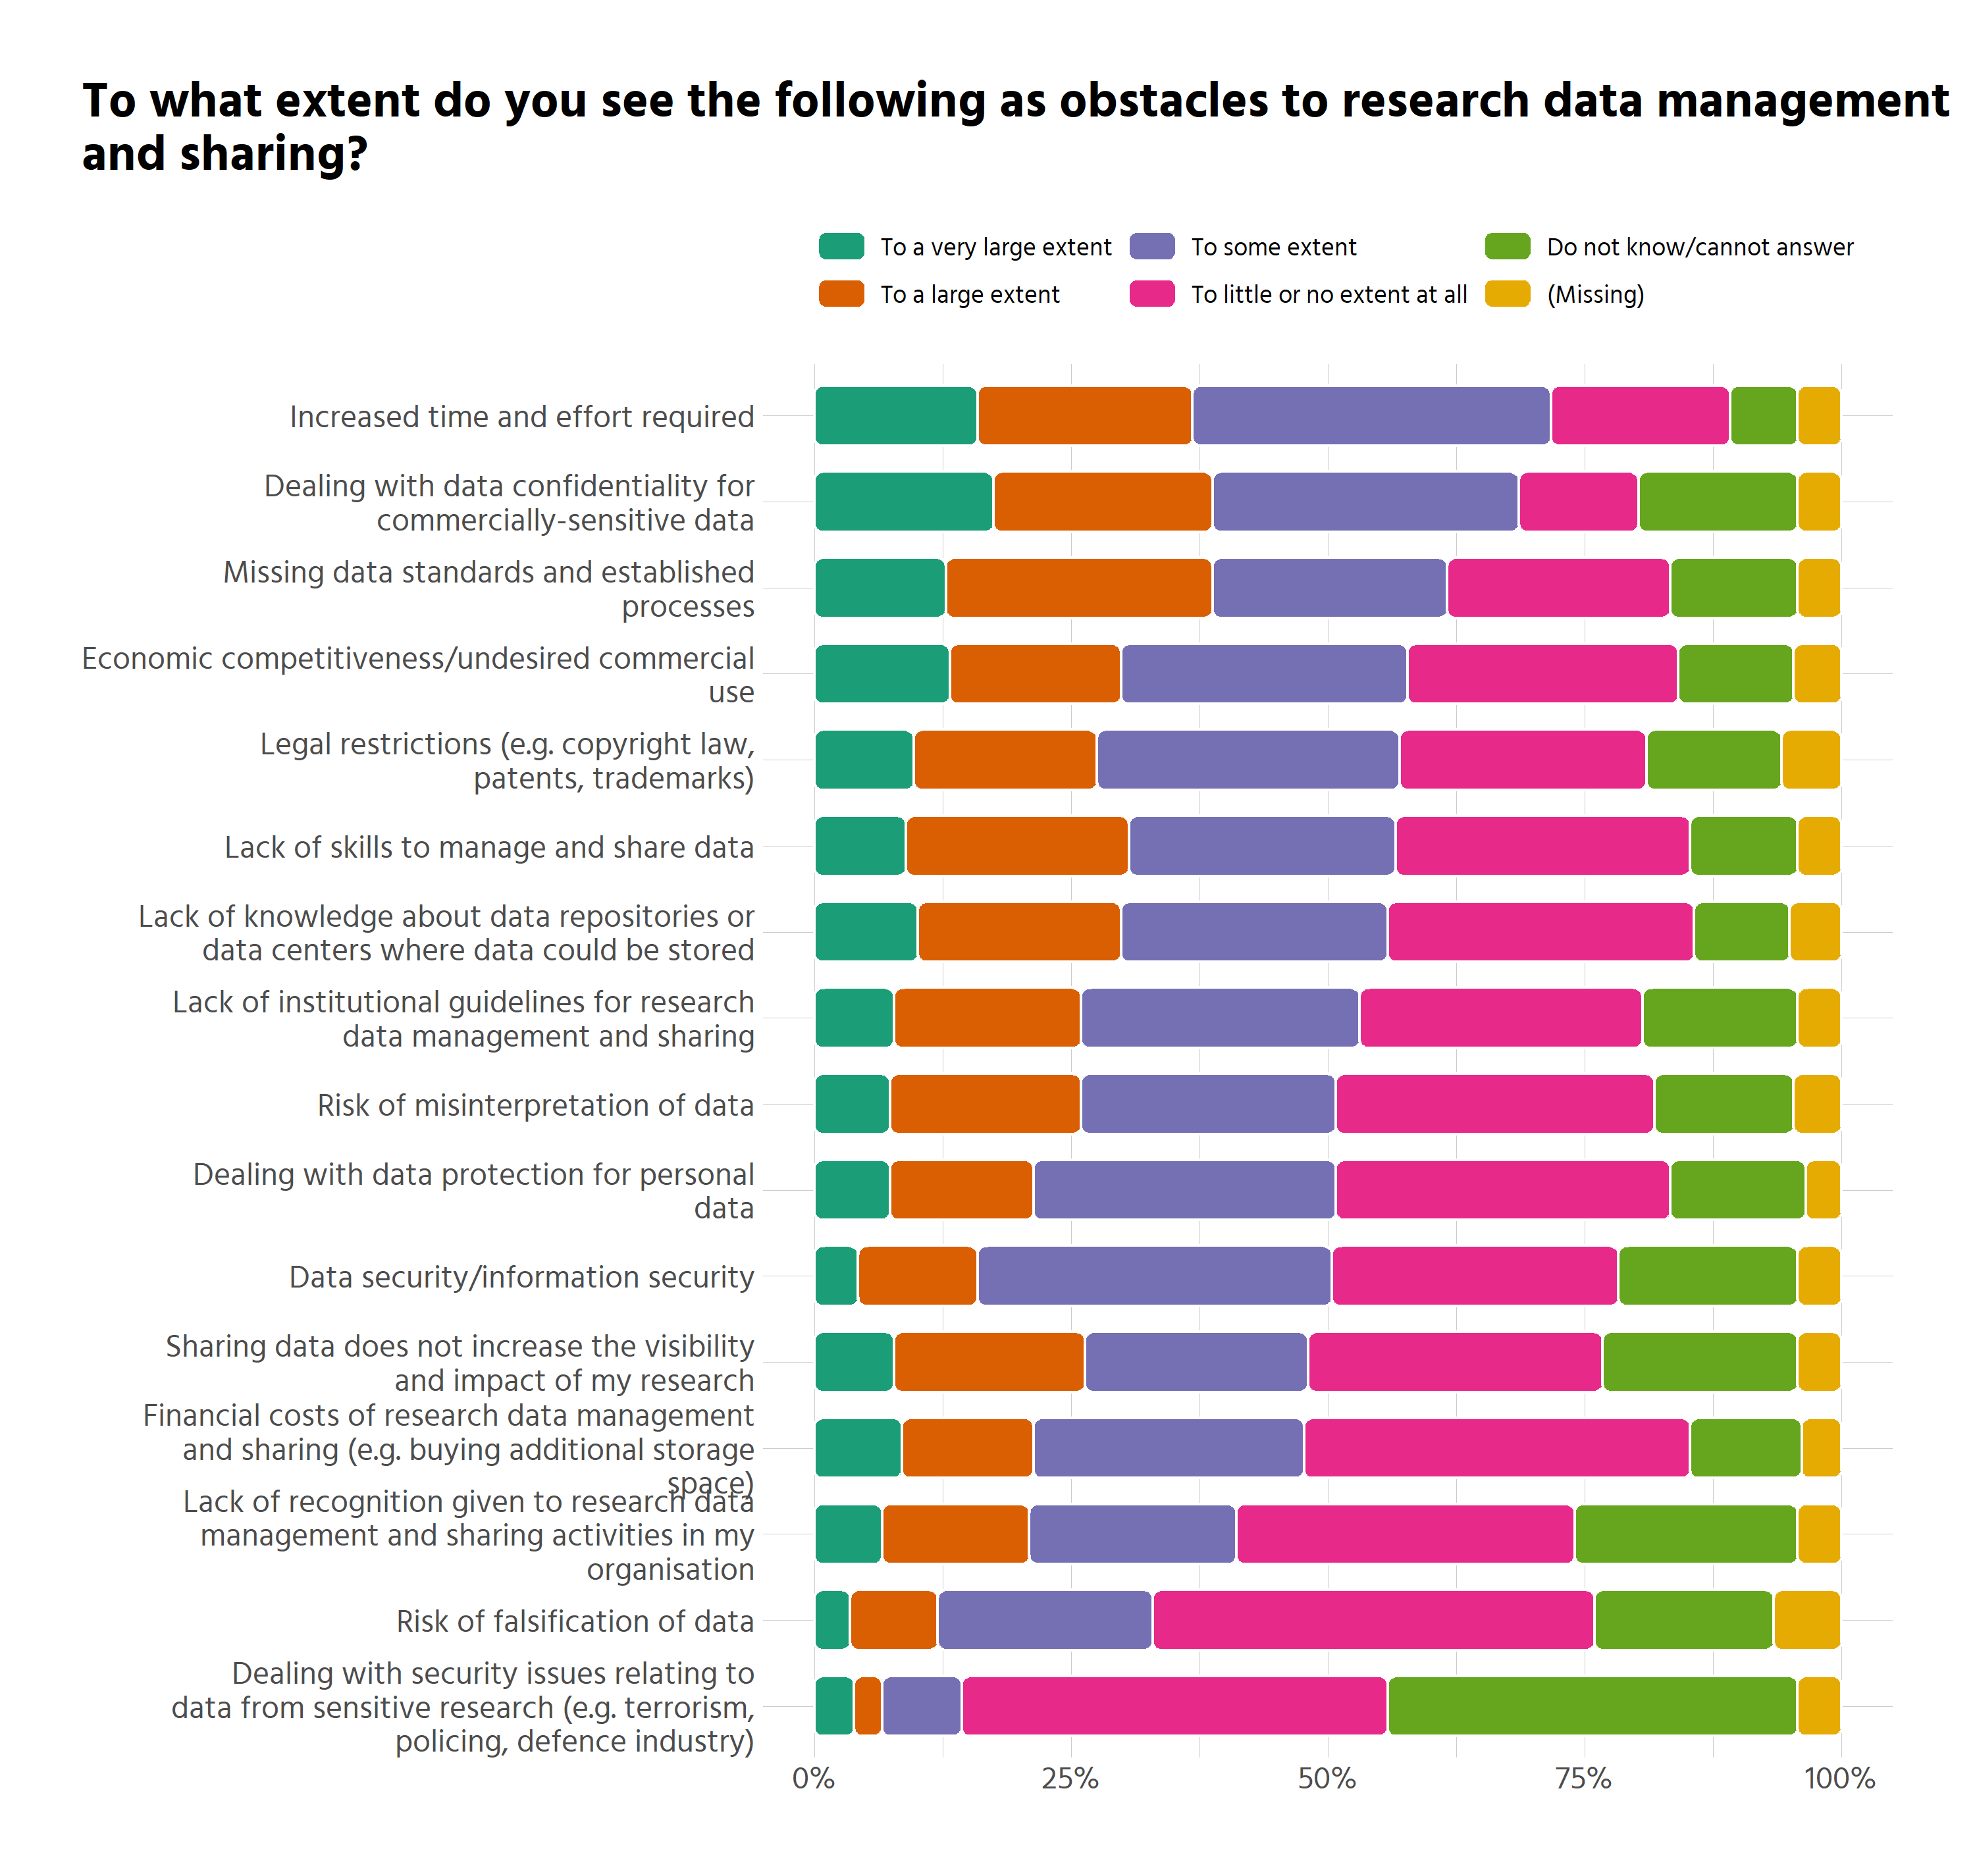 To what extent do you see the following as obstacles to research data management
and sharing?
To a very large extent
To some extent
Do not know/cannot answer
To a large extent
To little or no extent at all
(Missing)
Increased time and effort required
Dealing with data confidentiality for
commercially-sensitive data
Missing data standards and established
processes
Economic competitiveness/undesired commercial
use
Legal restrictions (e.g. copyright law,
patents, trademarks)
Lack of skills to manage and share data
Lack of knowledge about data repositories or
data centers where data could be stored
Lack of institutional guidelines for research
data management and sharing
Risk of misinterpretation of data
Dealing with data protection for personal
data
Data security/information security
Sharing data does not increase the visibility
and impact of my research
Financial costs of research data management
and sharing (e.g. buying additional storage
space)
Lack of recognition given to research data
management and sharing activities in my
organisation
Risk of falsification of data
Dealing with security issues relating to
data from sensitive research (e.g. terrorism,
policing, defence industry)
0%
25%
50%
75%
100%